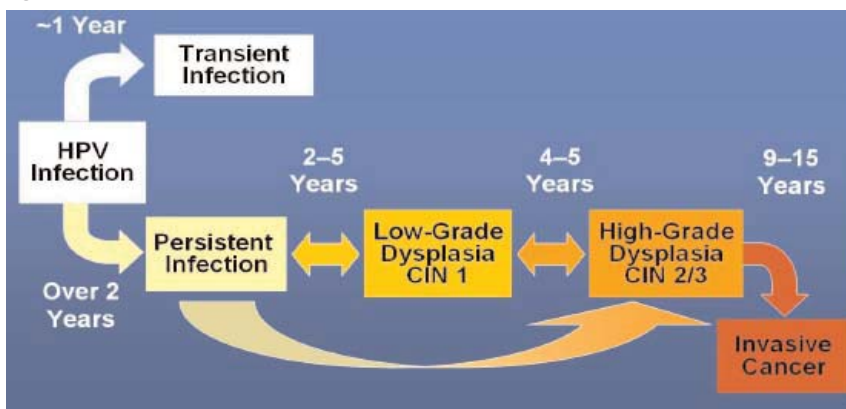 ~1 Year
Transient
Infection
HPV
Infection
2–5
Years
4–5
Years
9–15
Years
Persistent
Infection
Low-Grade
Dysplasia
CIN 1
High-Grade
Dysplasia
CIN 2/3
Over 2
Years
Invasive
Cancer